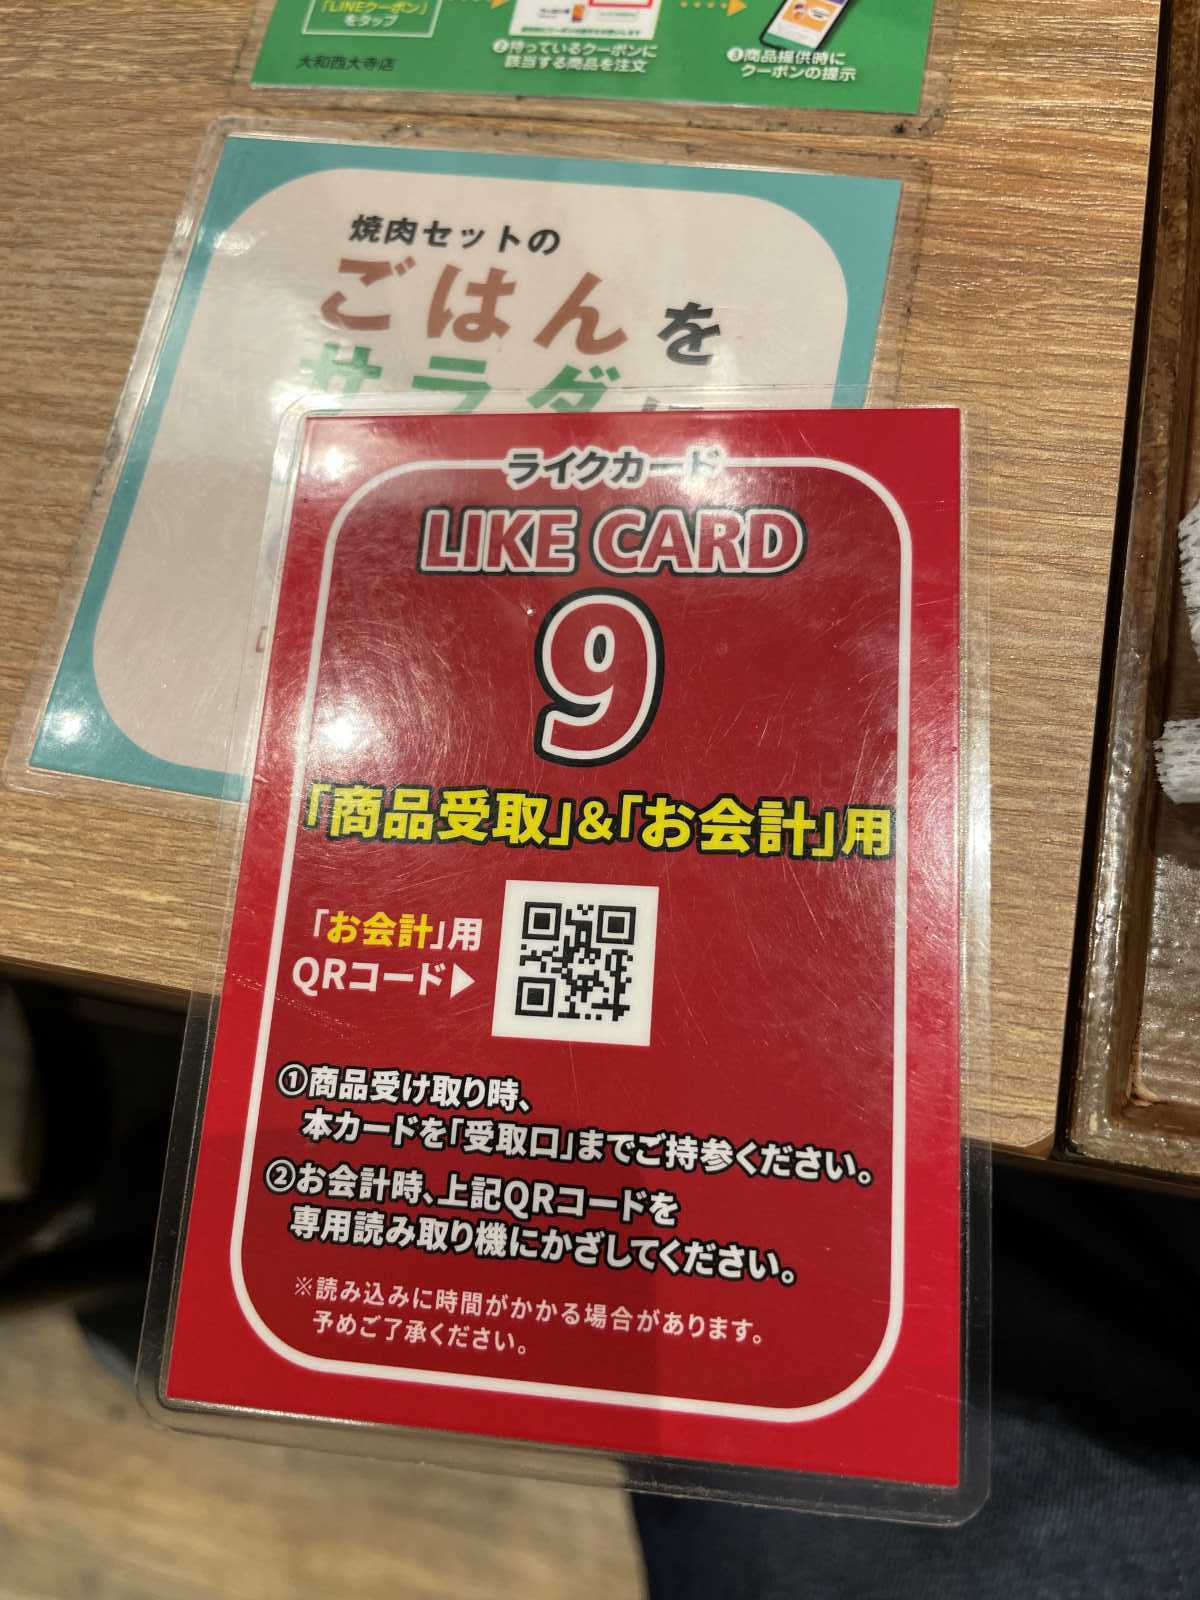 「LINEクーポン」
をタップ
②持っているクーポンに
該当する商品を注文
③商品提供時に
クーポンの提示
大和西大寺店
焼肉セットの
ごはんを
サラダに
ライクカード
LIKE CARD
9
「商品受取」&「お会計」用
「お会計」用
QRコード▶
①商品受け取り時、
本カードを「受取口」までご持参ください。
②お会計時、上記QRコードを
専用読み取り機にかざしてください。
※読み込みに時間がかかる場合があります。
予めご了承ください。